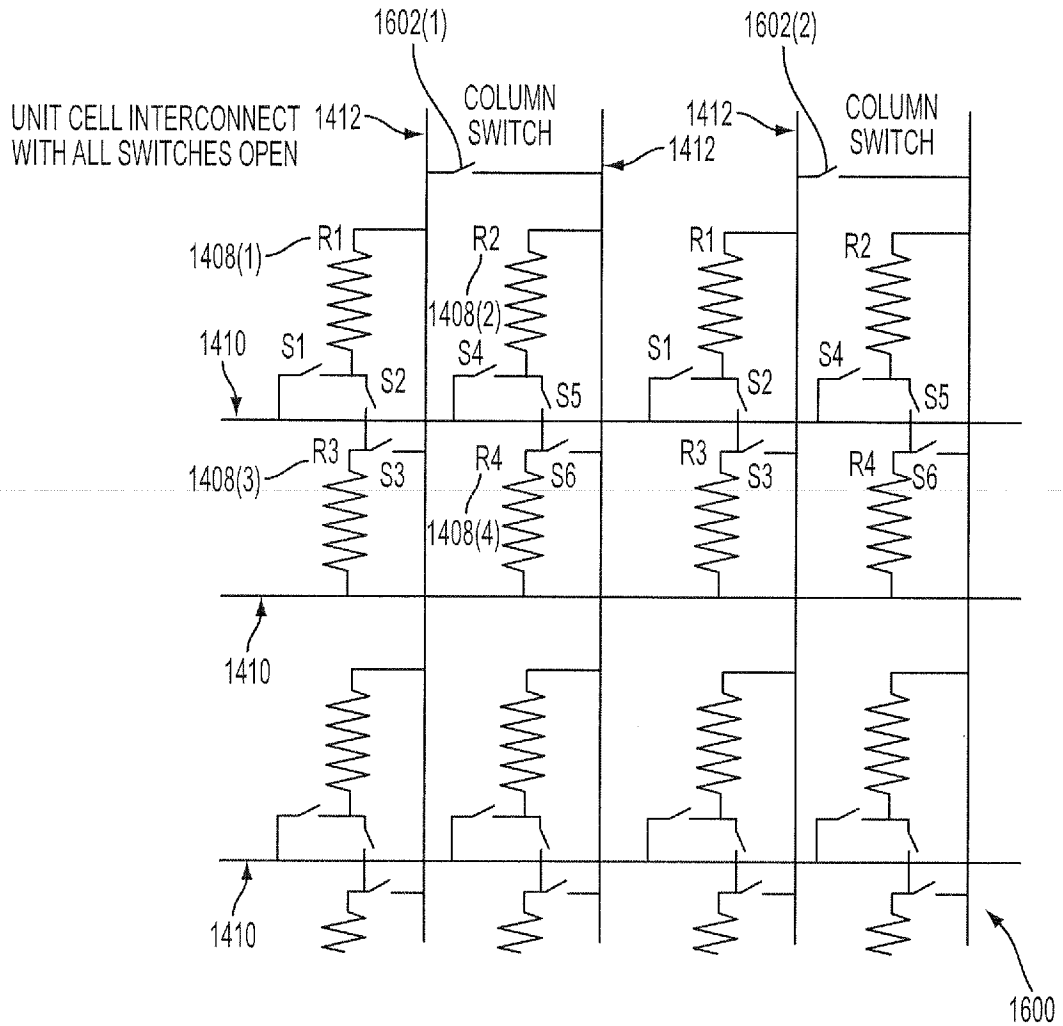 1602(1)
1602(2)
UNIT CELL INTERCONNECT
WITH ALL SWITCHES OPEN
1412
COLUMN
SWITCH
1412
1412
COLUMN
SWITCH
R1
1408(1)
R2
1408(2)
R1
R2
1410
S1
S2
S4
S5
S1
S2
S4
S5
R3
1408(3)
S3
R4
1408(4)
S6
R3
S3
R4
S6
1410
1410
1600